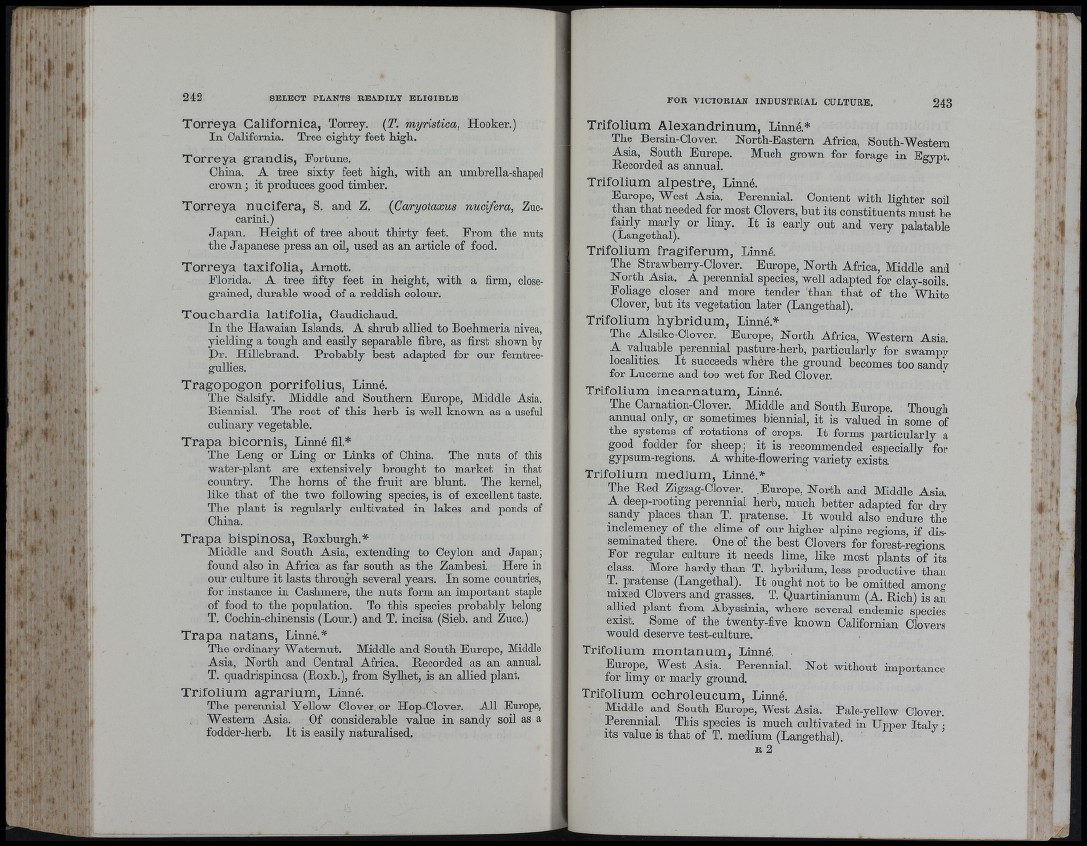 242 SELECT PLANTS READILY ELIGIBLE
Torreya Californica, Torrey. (T. myristica, Hooker.)
In California. Tree eighty feet high.
Torreya grandis, Fortune.
China. A tree sixty feet high, with an umbrella-shaped
crown; it produces good timber.
Torreya nucifera, S. and Z. (Caryotaxus nucifera, Zuc-
carini.)
Japan. Height of tree about thirty feet. From the nuts
the Japanese press an oil, used as an article of food.
Torreya taxifolia, Arnott.
Florida. A tree fifty feet in height, with a firm, close-
grained, durable wood of a reddish colour.
Touchardia latifolia, Gaudichaud.
In the Hawaian Islands. A shrub allied to Boehmeria nivea,
yielding a tough and easily separable fibre, as first shown by
Dr. Hillebrand. Probably best adapted for our ferntree-
gullies.
Tragopogon porrifolius, Linné.
The Salsify. Middle and Southern Europe, Middle Asia.
Biennial. The root of this herb is well known as a useful
culinary vegetable.
Trapa bicornis, Linné fil.*
The Leng or Ling or Links of China. The nuts of this
water-plant are extensively brought to market in that
country. The horns of the fruit are blunt. The kernel,
like that of the two following species, is of excellent taste.
The plant is regularly cultivated in lakes and ponds of
China.
Trapa bispinosa, Roxburgh.*
Middle and South Asia, extending to Ceylon and Japan;
found also in Africa as far south as the Zambesi. Here in
our culture it lasts through several years. In some countries,
for instance in Cashmere, the nuts form an important staple
of food to the population. To this species probably belong
T. Cochin-chinensis (Lour.) and T. incisa (Sieb. and Zucc.)
Trapa natans, Linné.*
The ordinary Waternut. Middle and South Europe, Middle
Asia, North and Central Africa. Recorded as an annual.
T. quadrispinosa (Roxb.), from Sylhet, is an allied plant.
Trifolium agrarium, Linné.
The perennial Yellow Clover or Hop-Clover. All Europe,
Western Asia. Of considerable value in sandy soil as a
fodder-herb. It is easily naturalised.
FOR VICTORIAN INDUSTRIAL CULTURE. 243
Trifolium Alexandrinum, Linné.*
The Bersin-Clover. North-Eastern Africa, South-Western
Asia, South Europe. Much grown for forage in Egypt.
Recorded as annual.
Trifolium alpestre, Linné.
Europe, West Asia. Perennial. Content with lighter soil
than that needed for most Clovers, but its constituents must be
fairly marly or limy. It is early out and very palatable
(Langethal).
Trifolium fragiferum, Linné.
The Strawberry-Clover. Europe, North Africa, Middle and
North Asia. A perennial species, well adapted for clay-soils.
Foliage closer and more tender than that of the White
Clover, but its vegetation later (Langethal).
Trifolium hybridum, Linné.*
The Alsike-Clover. Europe, North Africa, Western Asia.
A valuable perennial pasture-herb, particularly for swampy
localities. It succeeds where the ground becomes too sandy
for Lucerne and too wet for Red Clover.
Trifolium incarnatum, Linné.
The Carnation-Clover. Middle and South Europe. Though
annual only, or sometimes biennial, it is valued in some of
the systems of rotations of crops. It forms particularly a
good fodder for sheep; it is recommended especially for
gypsum-regions. A white-flowering variety exists.
Trifolium medium, Linné.*
The Red Zigzag-Clover. Europe, North and Middle Asia.
A deep-rooting perennial herb, much better adapted for dry
sandy places than T. pratense. It would also endure the
inclemency of the clime of our higher alpine regions, if dis-
seminated there. One of the best Clovers for forest-regions.
For regular culture it needs lime, like most plants of its
class. More hardy than T. hybridum, less productive than
T. pratense (Langethal). It ought not to be omitted among
mixed Clovers and grasses. T. Quartinianum (A. Rich) is an
allied plant from Abyssinia, where several endemic species
exist. Some of the twenty-five known Californian Clovers
would deserve test-culture.
Trifolium montanum, Linné.
Europe, West Asia. Perennial. Not without importance
for limy or marly ground.
Trifolium ochroleucum, Linné.
Middle and South Europe, West Asia. Pale-yellow Clover.
Perennial. This species is much cultivated in Upper Italy;
its value is that of T. medium (Langethal).
R 2